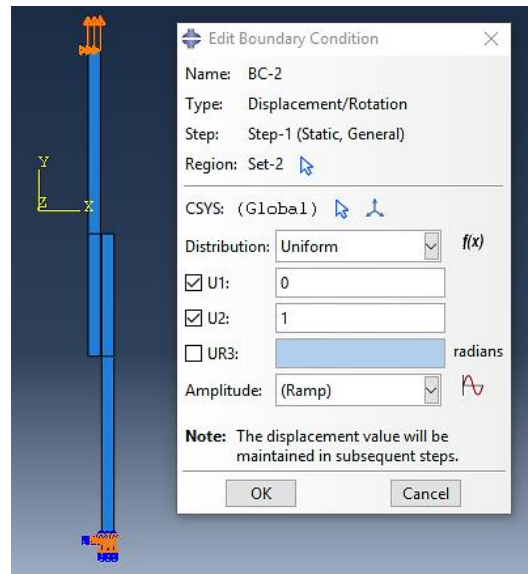 Edit Boundary Condition
Name: BC-2
Type: Displacement/Rotation
Step: Step-1 (Static, General)
Region: Set-2
CSYS: (Global)
Distribution: Uniform f(x)
U1: 0
U2: 1
UR3: radians
Amplitude: (Ramp)
Note: The displacement value will be
maintained in subsequent steps.
OK Cancel
Y
Z X